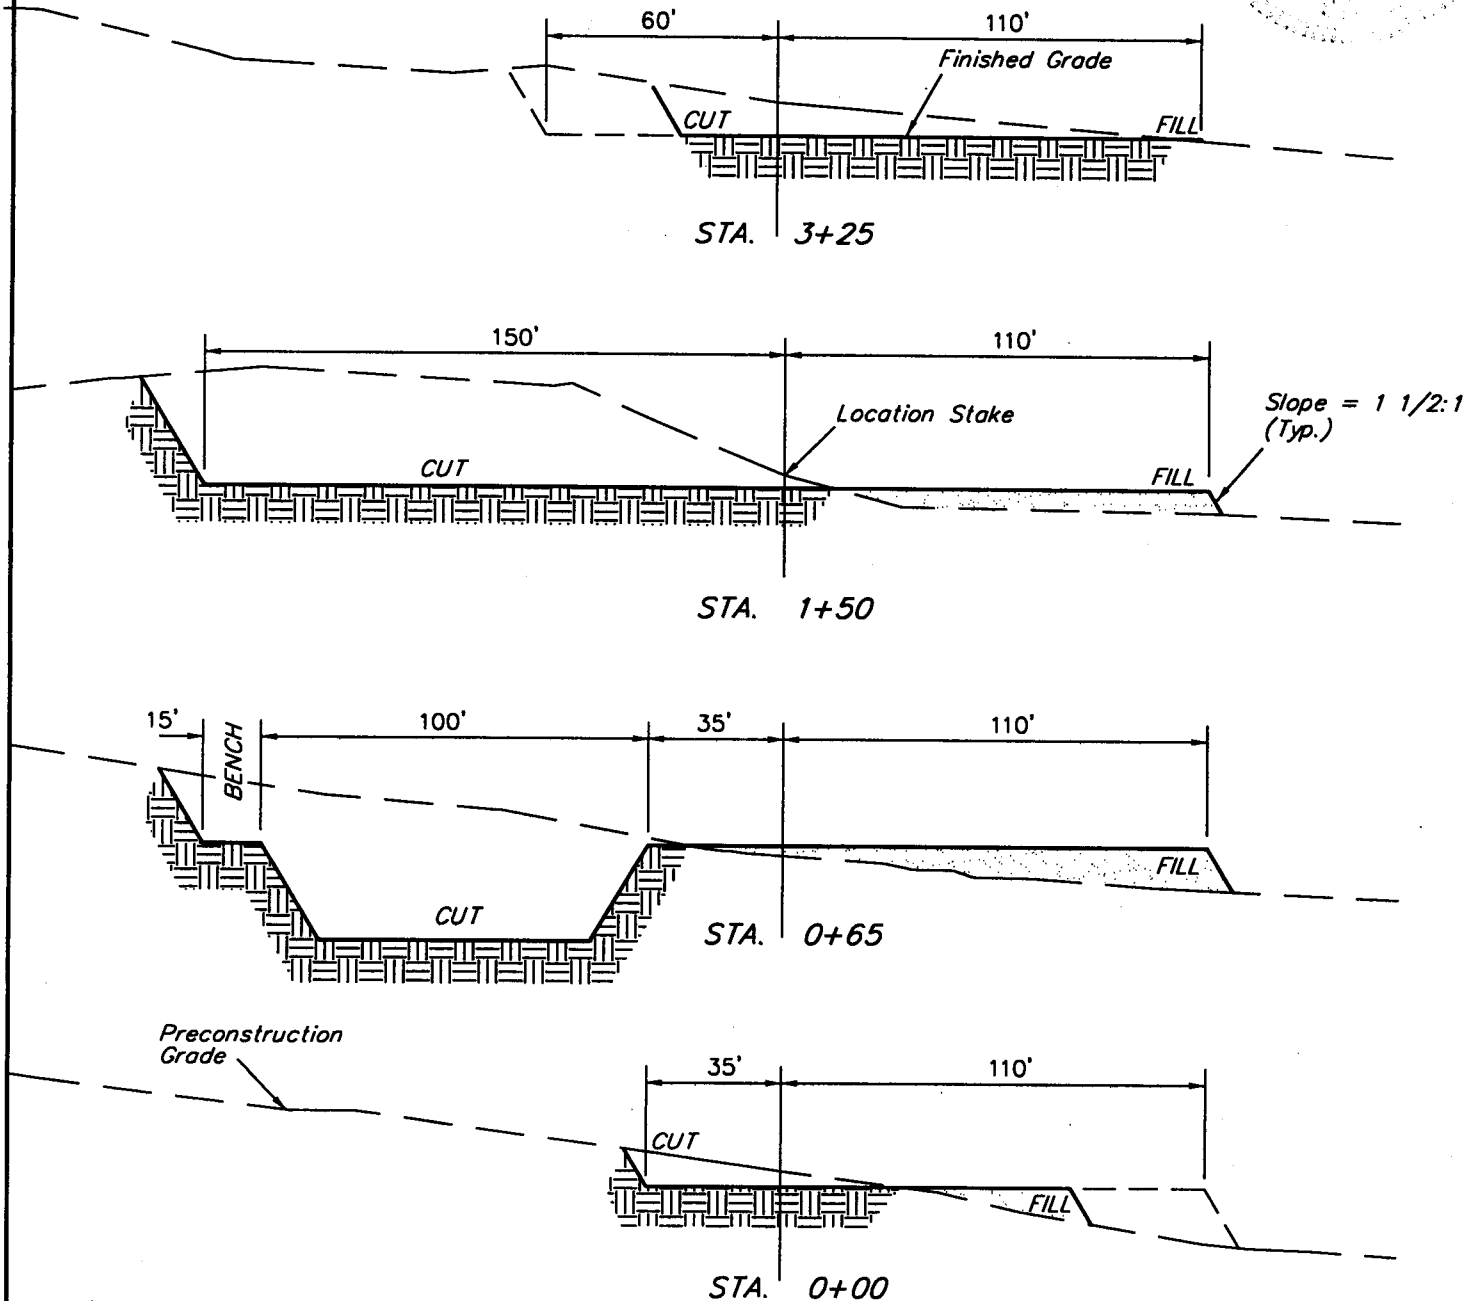 60' 110'
Finished Grade
CUT FILL
STA. 3+25
150' 110'
Slope = 1 1/2:1
(Typ.)
Location Stake
CUT FILL
STA. 1+50
15' BENCH 100' 35' 110'
FILL
CUT
STA. 0+65
Preconstruction
Grade
35' 110'
CUT
FILL
STA. 0+00